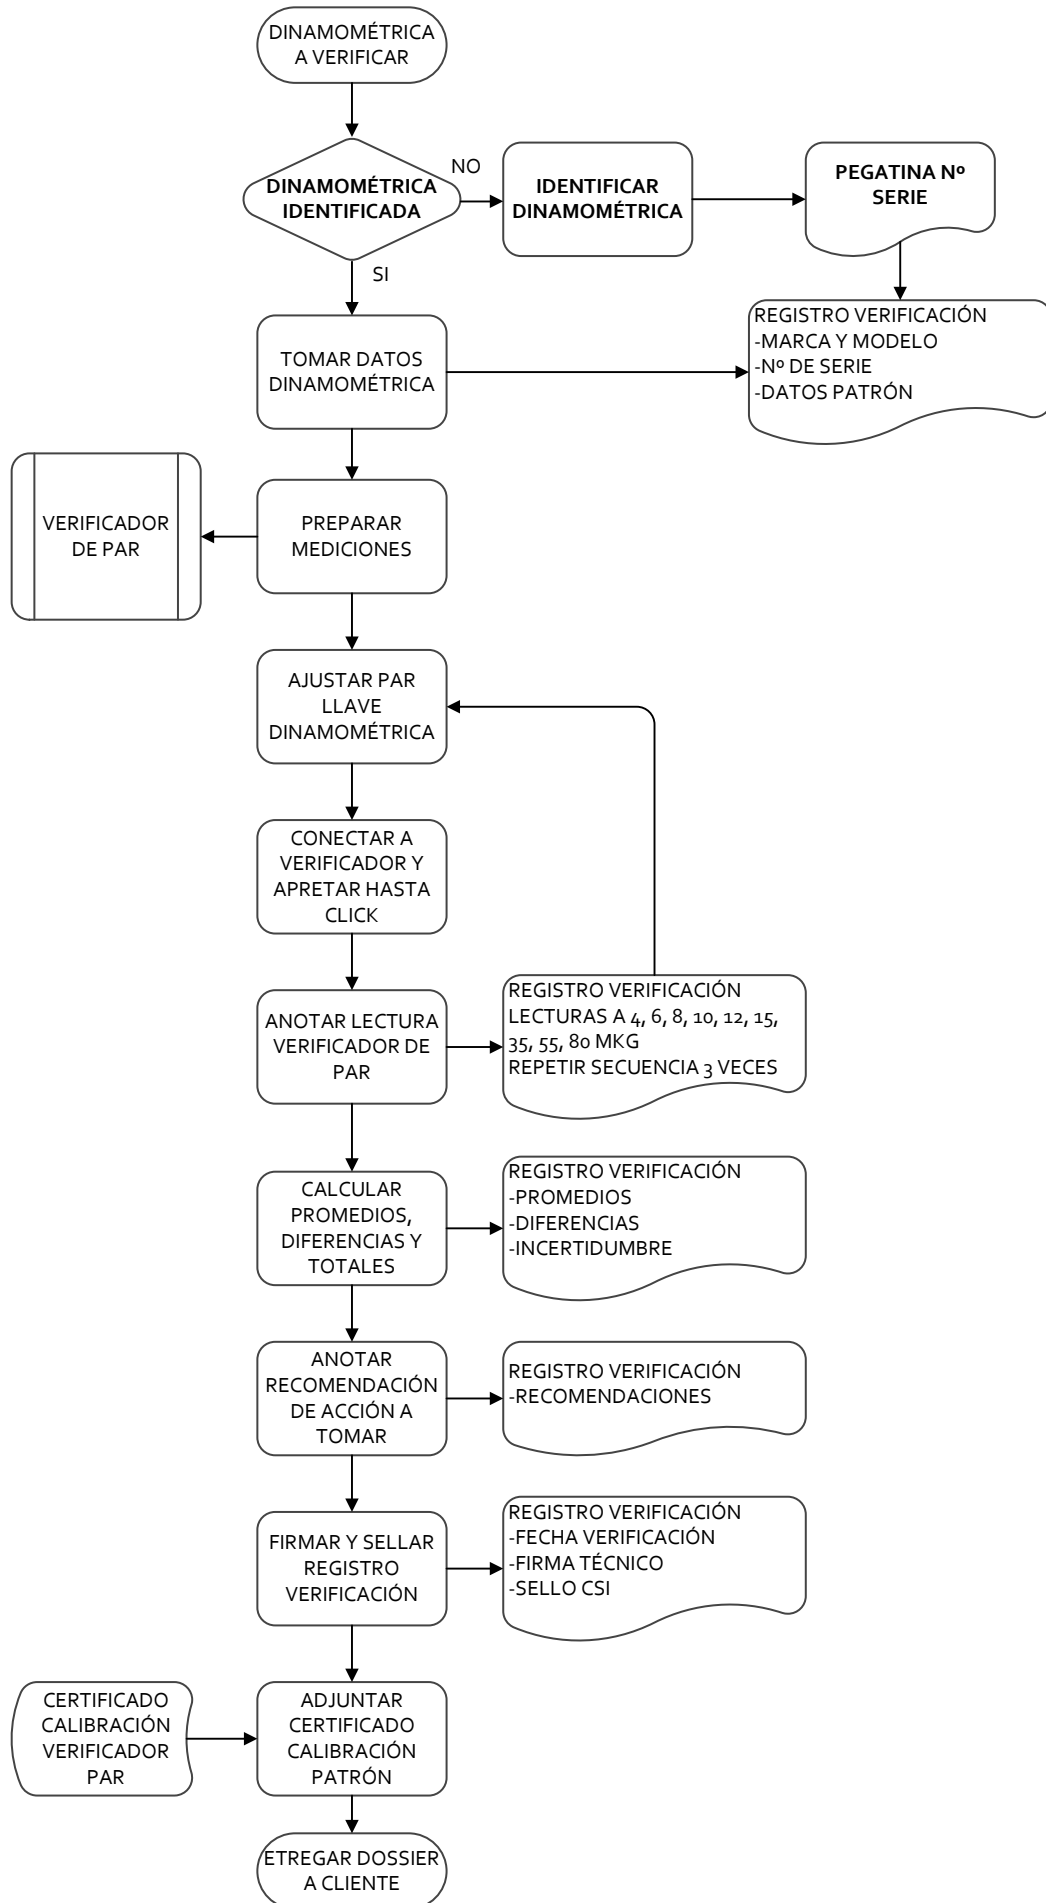 DINAMOMÉTRICA
A VERIFICAR
DINAMOMÉTRICA
IDENTIFICADA
NO
IDENTIFICAR
DINAMOMÉTRICA
PEGATINA Nº
SERIE
SI
REGISTRO VERIFICACIÓN
-MARCA Y MODELO
-Nº DE SERIE
-DATOS PATRÓN
TOMAR DATOS
DINAMOMÉTRICA
VERIFICADOR
DE PAR
PREPARAR
MEDICIONES
AJUSTAR PAR
LLAVE
DINAMOMÉTRICA
CONECTAR A
VERIFICADOR Y
APRETAR HASTA
CLICK
ANOTAR LECTURA
VERIFICADOR DE
PAR
REGISTRO VERIFICACIÓN
LECTURAS A 4, 6, 8, 10, 12, 15,
35, 55, 80 MKG
REPETIR SECUENCIA 3 VECES
CALCULAR
PROMEDIOS,
DIFERENCIAS Y
TOTALES
REGISTRO VERIFICACIÓN
-PROMEDIOS
-DIFERENCIAS
-INCERTIDUMBRE
ANOTAR
RECOMENDACIÓN
DE ACCIÓN A
TOMAR
REGISTRO VERIFICACIÓN
-RECOMENDACIONES
FIRMAR Y SELLAR
REGISTRO
VERIFICACIÓN
REGISTRO VERIFICACIÓN
-FECHA VERIFICACIÓN
-FIRMA TÉCNICO
-SELLO CSI
CERTIFICADO
CALIBRACIÓN
VERIFICADOR
PAR
ADJUNTAR
CERTIFICADO
CALIBRACIÓN
PATRÓN
ETREGAR DOSSIER
A CLIENTE